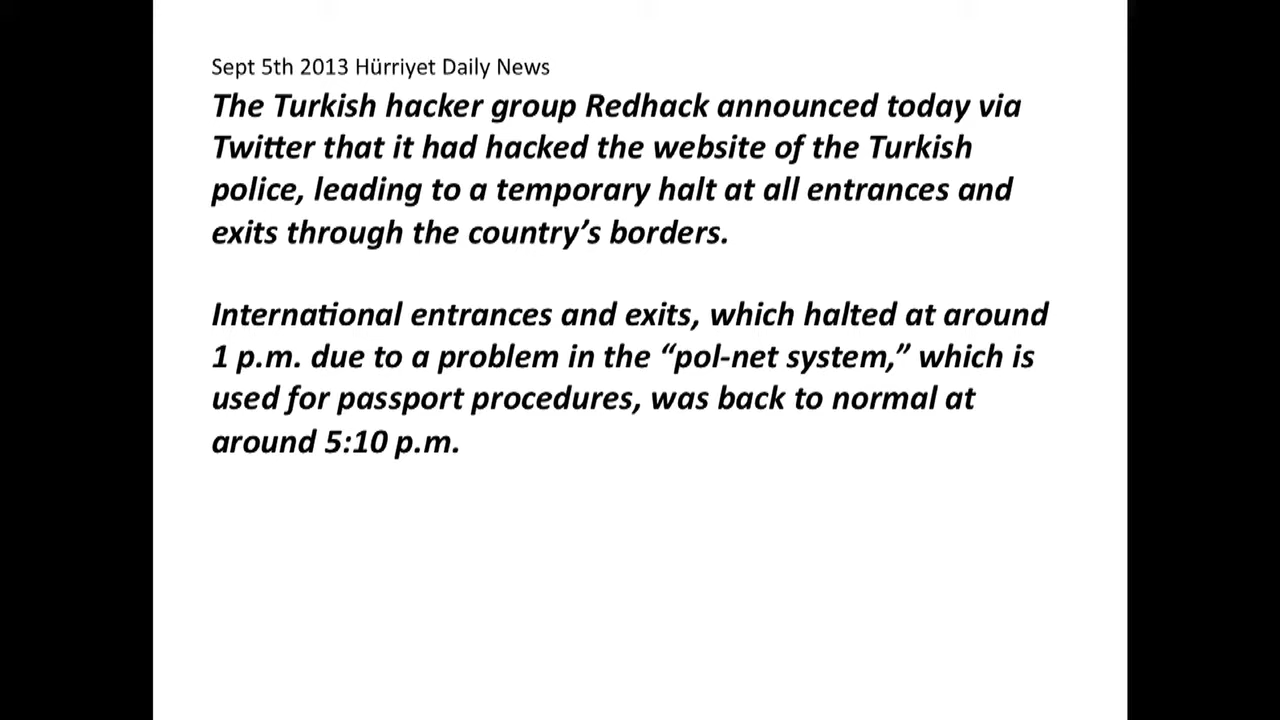 Sept 5th 2013 Hürriyet Daily News
The Turkish hacker group Redhack announced today via
Twitter that it had hacked the website of the Turkish
police, leading to a temporary halt at all entrances and
exits through the country’s borders.
International entrances and exits, which halted at around
1 p.m. due to a problem in the “pol-net system,” which is
used for passport procedures, was back to normal at
around 5:10 p.m.